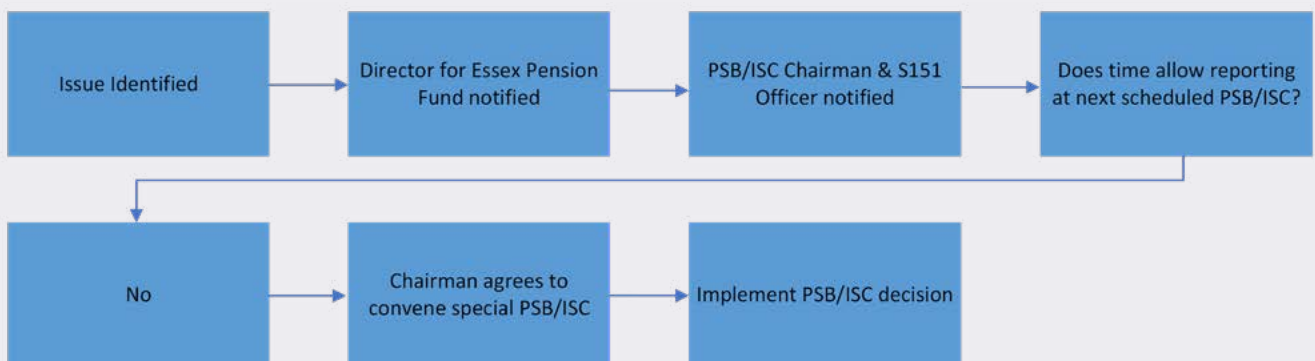 Issue Identified
Director for Essex Pension
Fund notified
PSB/ISC Chairman & S151
Officer notified
Does time allow reporting
at next scheduled PSB/ISC?
No
Chairman agrees to
convene special PSB/ISC
Implement PSB/ISC decision